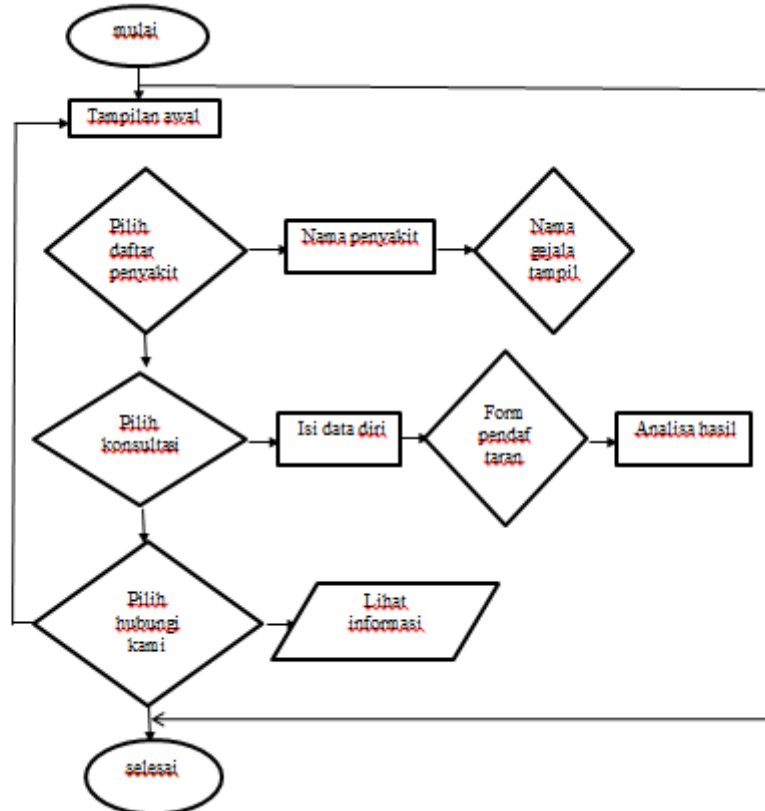 mulai
Tampilan awal
Pilih
daftar
penyakit
Nama penyakit
Nama
gejala
tampil
Pilih
konsultasi
Isi data diri
Form
pendaf
taran
Analisa hasil
Pilih
hubungi
kami
Lihat
informasi
selesai